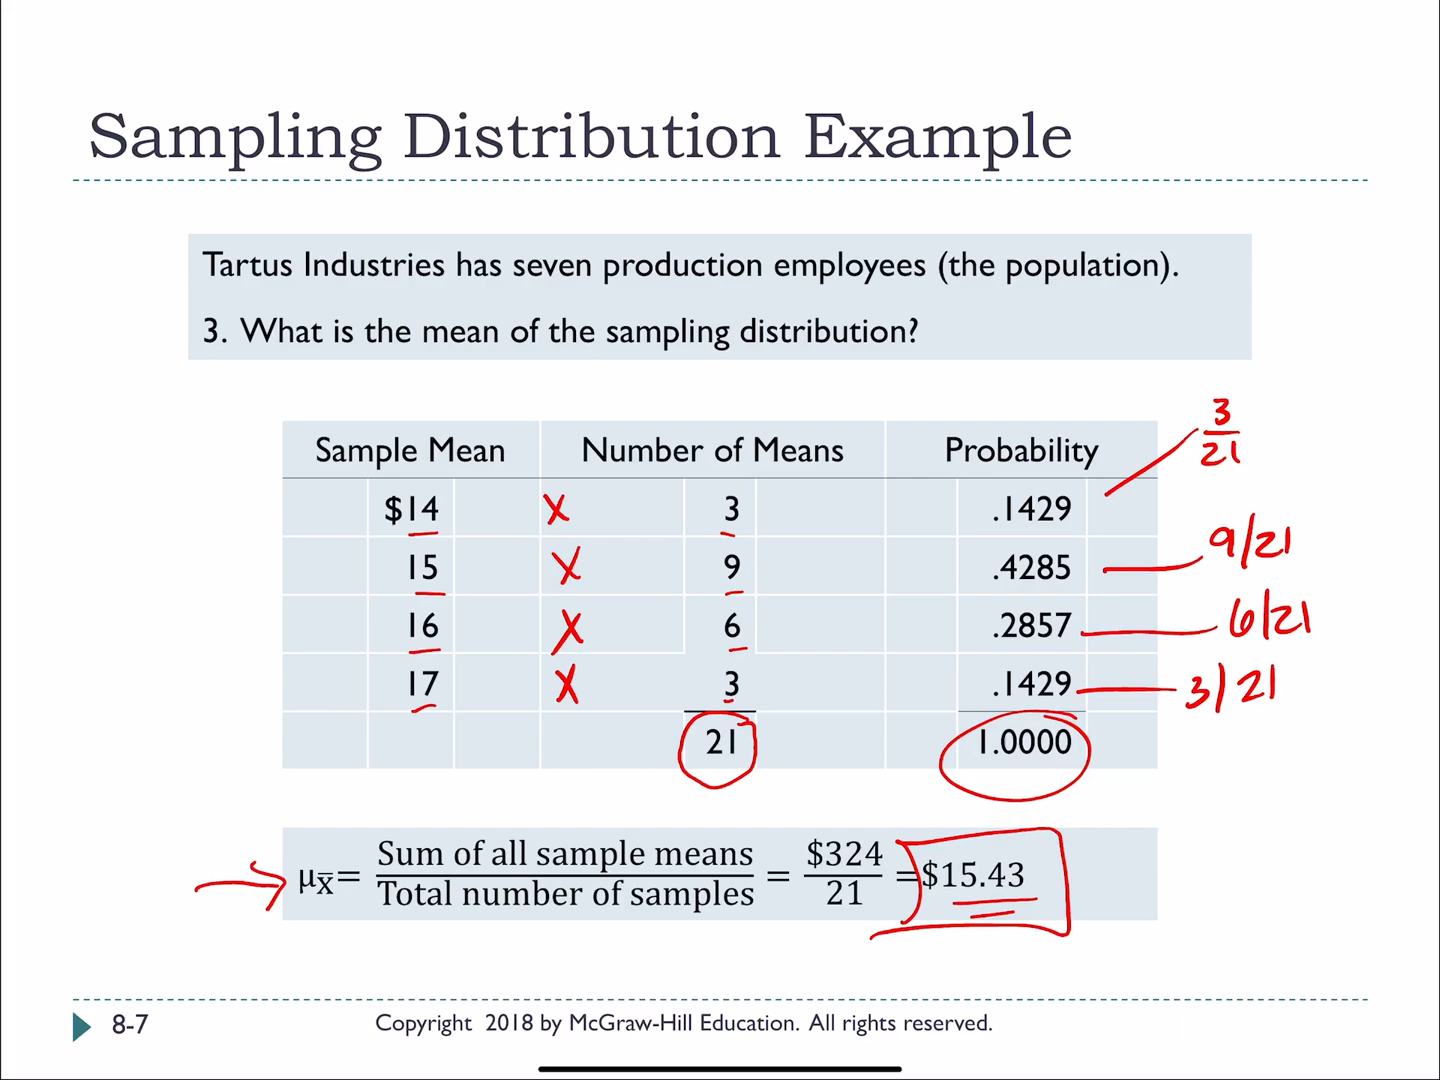 Sampling Distribution Example
Tartus Industries has seven production employees (the population).
3. What is the mean of the sampling distribution?
Sample Mean Number of Means Probability
3/21
$14 X 3 .1429
9/21
15 X 9 .4285
16 X 6 .2857 6/21
17 X 3 .1429 3/21
21 1.0000
μx̅= Sum of all sample means / Total number of samples = $324 / 21 =$15.43
8-7 Copyright 2018 by McGraw-Hill Education. All rights reserved.